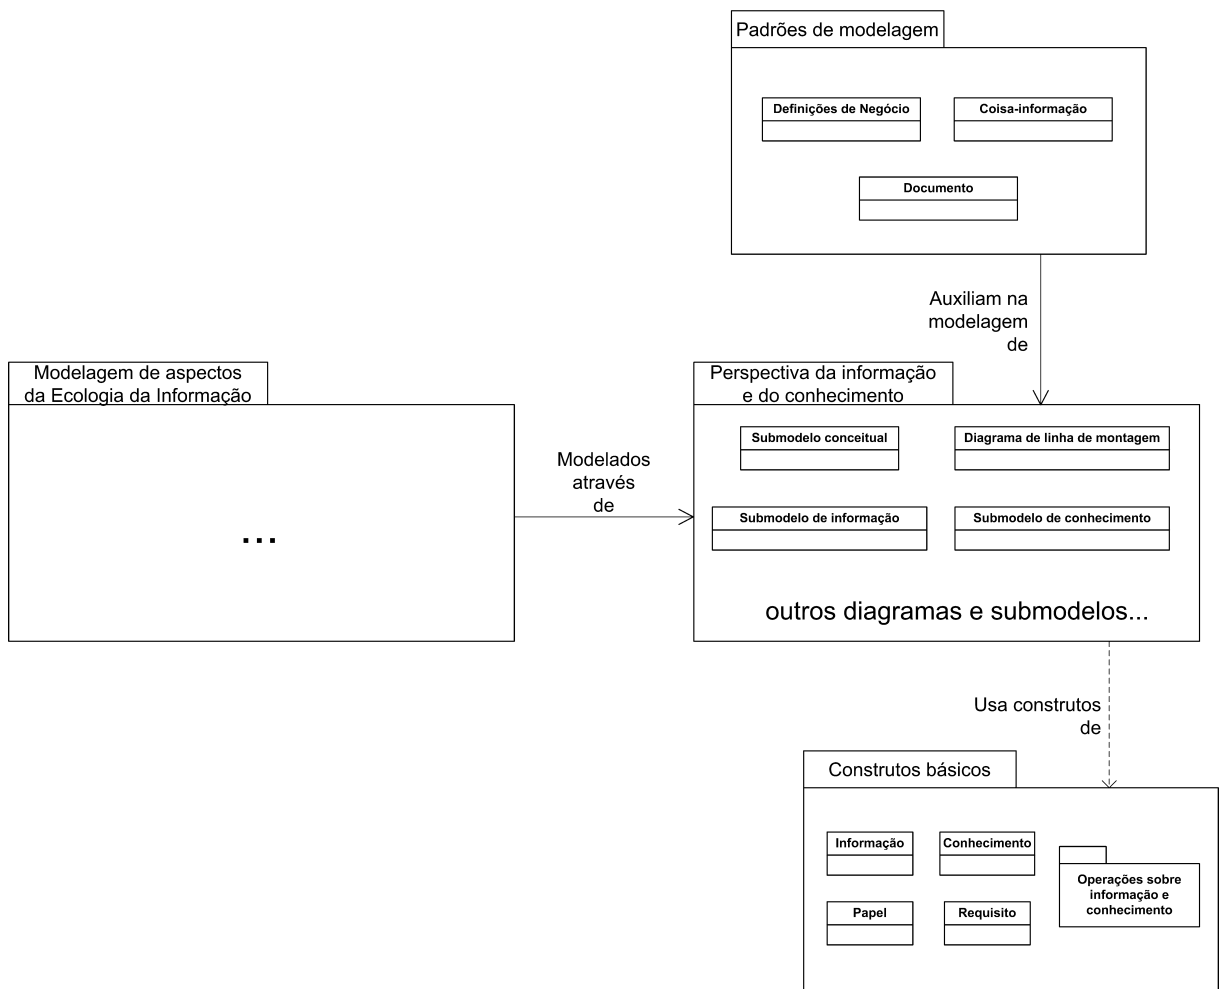 Padrões de modelagem
Definições de Negócio
Coisa-informação
Documento
Auxiliam na
modelagem
de
Modelagem de aspectos
da Ecologia da Informação
...
Modelados
através
de
Perspectiva da informação
e do conhecimento
Submodelo conceitual
Diagrama de linha de montagem
Submodelo de informação
Submodelo de conhecimento
outros diagramas e submodelos...
Usa construtos
de
Construtos básicos
Informação
Conhecimento
Papel
Requisito
Operações sobre
informação e
conhecimento